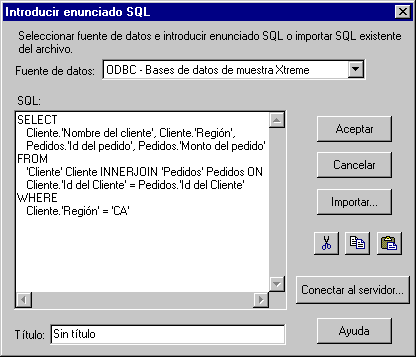 Introducir enunciado SQL
Seleccionar fuente de datos e introducir enunciado SQL o importar SQL existente
del archivo.
Fuente de datos: ODBC - Bases de datos de muestra Xtreme
SQL:
SELECT
Cliente.'Nombre del cliente', Cliente.'Región',
Pedidos.'Id del pedido', Pedidos.'Monto del pedido'
FROM
'Cliente' Cliente INNERJOIN 'Pedidos' Pedidos ON
Cliente.'Id del Cliente' = Pedidos.'Id del Cliente'
WHERE
Cliente.'Región' = 'CA'
Aceptar
Cancelar
Importar...
Conectar al servidor...
Título: Sin título
Ayuda